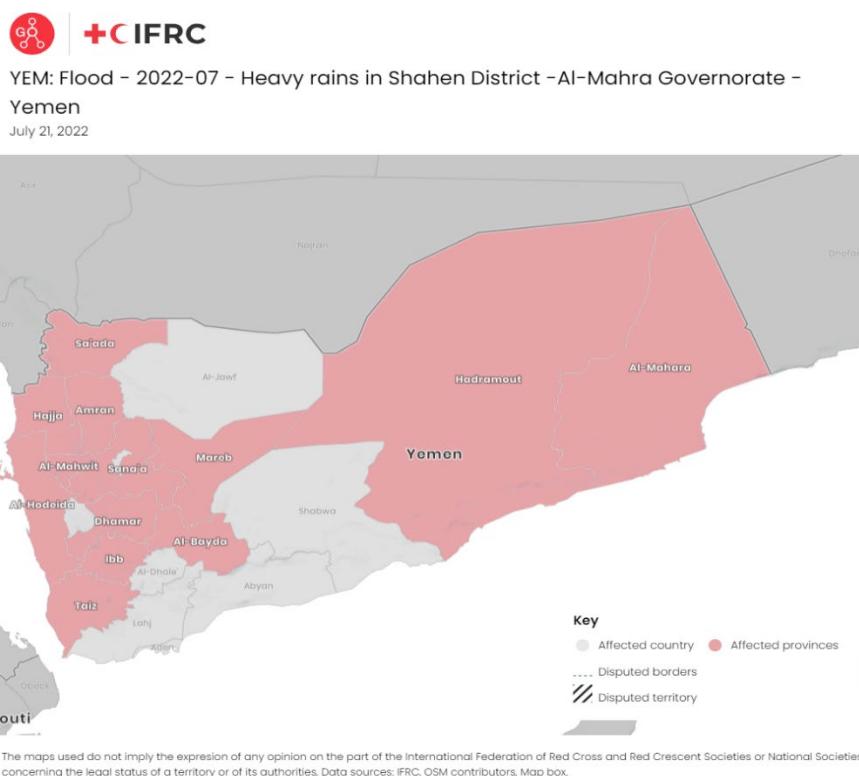 GO
IFRC
YEM: Flood - 2022-07 - Heavy rains in Shahen District -Al-Mahra Governorate -
Yemen
July 21, 2022
Asir
Najran
Sa'ada
Al-Jawf
Hadramout
Al-Mahara
Hajja
Amran
Mareb
Yemen
Al-Mahwit
Sana'a
Al-Hodeida
Shabwa
Dhamar
Al-Bayda
Ibb
Al-Dhale
Abyan
Taiz
Lahj
Aden
Key
Affected country
Affected provinces
Disputed borders
Disputed territory
Obock
outi
The maps used do not imply the expresion of any opinion on the part of the International Federation of Red Cross and Red Crescent Societies or National Societies
concerning the legal status of a territory or of its authorities. Data sources: IFRC, OSM contributors, Map box.